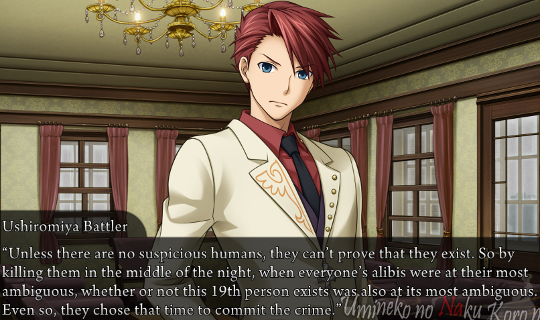 Ushiromiya Battler
“Unless there are no suspicious humans, they can’t prove that they exist. So by
killing them in the middle of the night, when everyone’s alibis were at their most
ambiguous, whether or not this 19th person exists was also at its most ambiguous.
Even so, they chose that time to commit the crime.”
Umineko no Naku Koro n